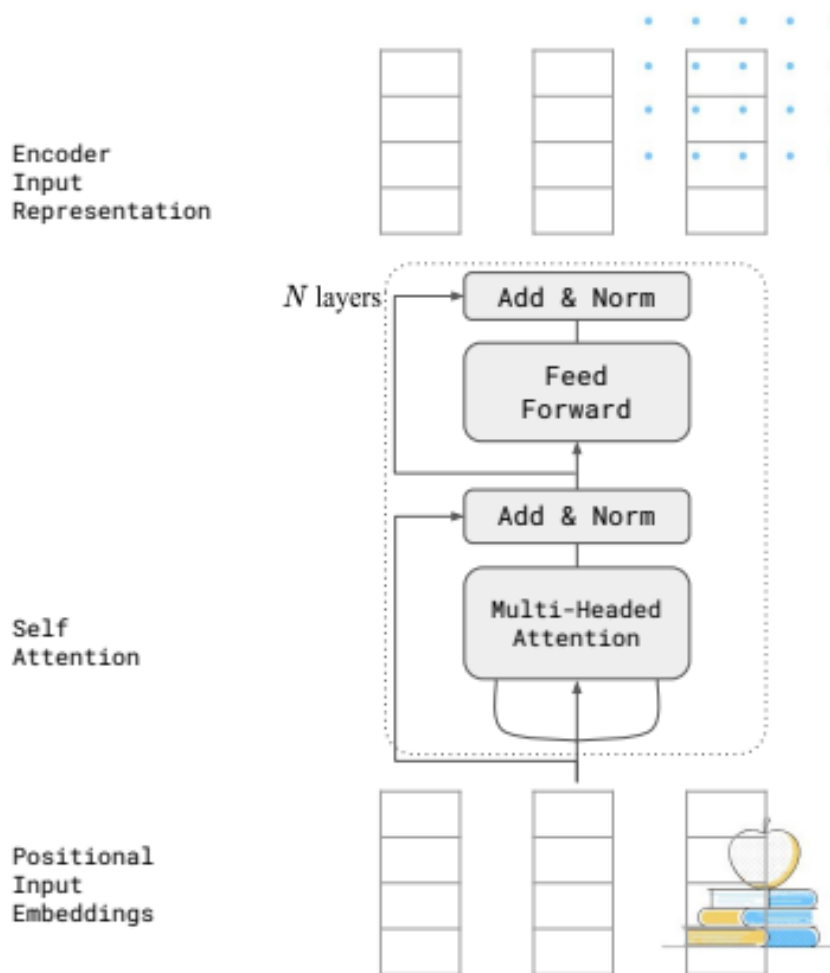 Encoder
Input
Representation
N layers
Add & Norm
Feed
Forward
Add & Norm
Multi-Headed
Attention
Self
Attention
Positional
Input
Embeddings